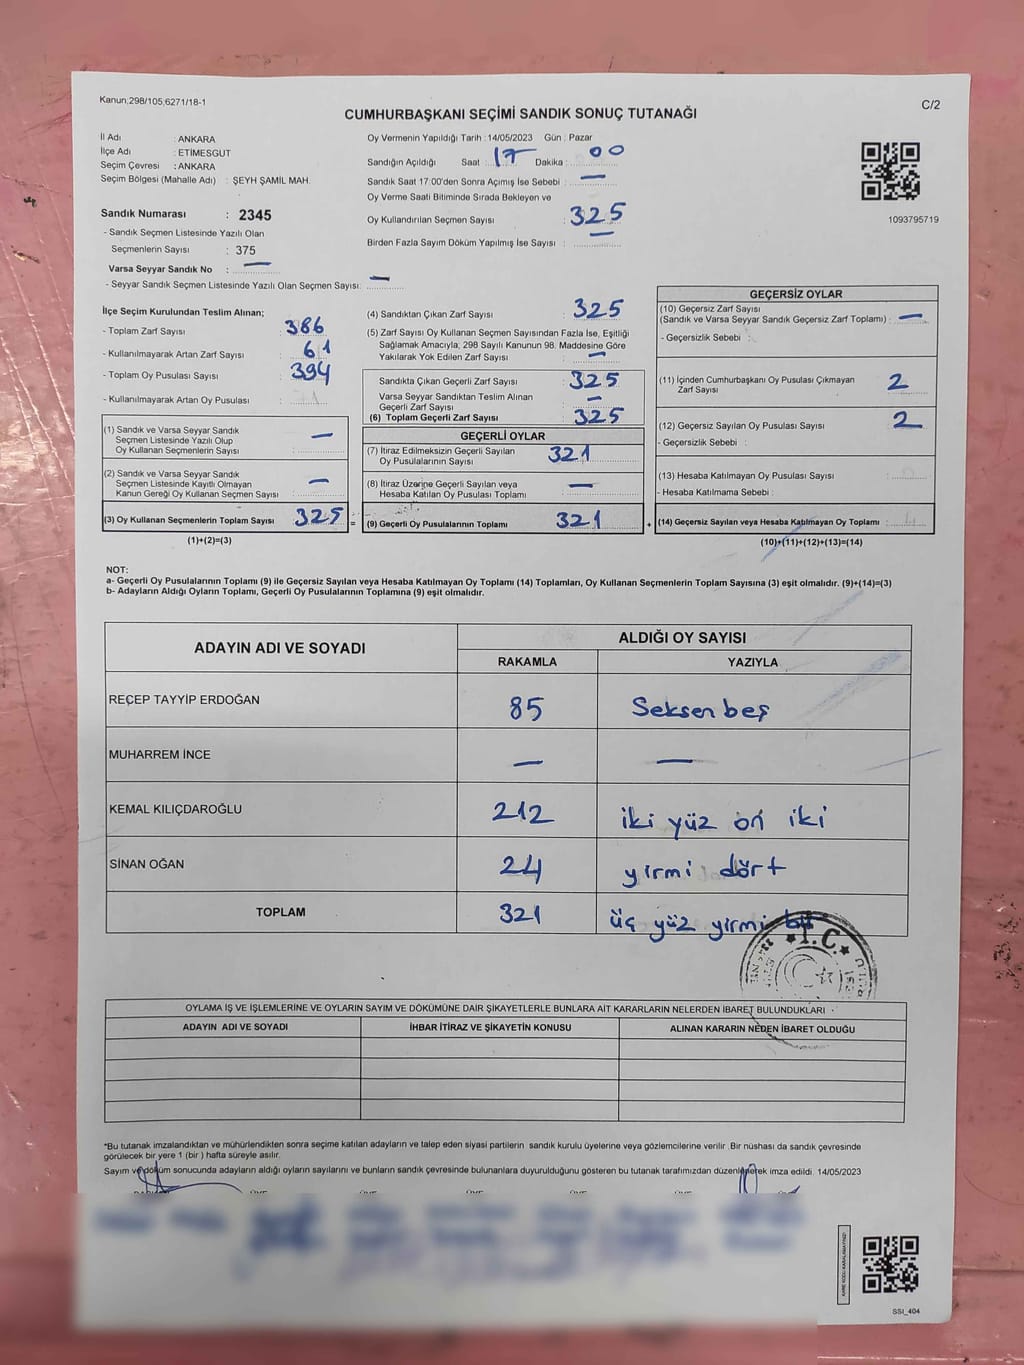 Kanun;298/105;6271/18-1
C/2
CUMHURBAŞKANI SEÇİMİ SANDIK SONUÇ TUTANAĞI
İl Adı : ANKARA
İlçe Adı : ETİMESGUT
Seçim Çevresi : ANKARA
Seçim Bölgesi (Mahalle Adı) : ŞEYH ŞAMİL MAH.
Sandık Numarası : 2345
- Sandık Seçmen Listesinde Yazılı Olan
Seçmenlerin Sayısı : 375
Varsa Seyyar Sandık No : —
- Seyyar Sandık Seçmen Listesinde Yazılı Olan Seçmen Sayısı: —
Oy Vermenin Yapıldığı Tarih : 14/05/2023 Gün : Pazar
Sandığın Açıldığı Saat : 17 Dakika : 00
Sandık Saat 17:00'den Sonra Açımış İse Sebebi : —
Oy Verme Saati Bitiminde Sırada Bekleyen ve
Oy Kullandırılan Seçmen Sayısı : 325
Birden Fazla Sayım Döküm Yapılmış İse Sayısı : —
1093795719
İlçe Seçim Kurulundan Teslim Alınan;
- Toplam Zarf Sayısı : 386
- Kullanılmayarak Artan Zarf Sayısı : 61
- Toplam Oy Pusulası Sayısı : 394
- Kullanılmayarak Artan Oy Pusulası :
(1) Sandık ve Varsa Seyyar Sandık
Seçmen Listesinde Yazılı Olup
Oy Kullanan Seçmenlerin Sayısı : —
(2) Sandık ve Varsa Seyyar Sandık
Seçmen Listesinde Kayıtlı Olmayan
Kanun Gereği Oy Kullanan Seçmen Sayısı : —
(3) Oy Kullanan Seçmenlerin Toplam Sayısı : 325 =
(1)+(2)=(3)
(4) Sandıktan Çıkan Zarf Sayısı : 325
(5) Zarf Sayısı Oy Kullanan Seçmen Sayısından Fazla İse, Eşitliği
Sağlamak Amacıyla; 298 Sayılı Kanunun 98. Maddesine Göre
Yakılarak Yok Edilen Zarf Sayısı : —
Sandıkta Çıkan Geçerli Zarf Sayısı : 325
Varsa Seyyar Sandıktan Teslim Alınan
Geçerli Zarf Sayısı : —
(6) Toplam Geçerli Zarf Sayısı : 325
GEÇERLİ OYLAR
(7) İtiraz Edilmeksizin Geçerli Sayılan
Oy Pusulalarının Sayısı : 321
(8) İtiraz Üzerine Geçerli Sayılan veya
Hesaba Katılan Oy Pusulaları Toplamı : —
(9) Geçerli Oy Pusulalarının Toplamı : 321 +
GEÇERSİZ OYLAR
(10) Geçersiz Zarf Sayısı
(Sandık ve Varsa Seyyar Sandık Geçersiz Zarf Toplamı) : —
- Geçersizlik Sebebi :
(11) İçinden Cumhurbaşkanı Oy Pusulası Çıkmayan
Zarf Sayısı : 2
(12) Geçersiz Sayılan Oy Pusulası Sayısı : 2
- Geçersizlik Sebebi :
(13) Hesaba Katılmayan Oy Pusulası Sayısı :
- Hesaba Katılmama Sebebi :
(14) Geçersiz Sayılan veya Hesaba Katılmayan Oy Toplamı :
(10)+(11)+(12)+(13)=(14)
NOT:
a- Geçerli Oy Pusulalarının Toplamı (9) ile Geçersiz Sayılan veya Hesaba Katılmayan Oy Toplamı (14) Toplamları, Oy Kullanan Seçmenlerin Toplam Sayısına (3) eşit olmalıdır. (9)+(14)=(3)
b- Adayların Aldığı Oyların Toplamı, Geçerli Oy Pusulalarının Toplamına (9) eşit olmalıdır.
ADAYIN ADI VE SOYADI
ALDIĞI OY SAYISI
RAKAMLA YAZIYLA
RECEP TAYYİP ERDOĞAN 85 Seksen beş
MUHARREM İNCE — —
KEMAL KILIÇDAROĞLU 212 iki yüz on iki
SİNAN OĞAN 24 yirmi dört
TOPLAM 321 üç yüz yirmi bir
T.C.
OYLAMA İŞ VE İŞLEMLERİNE VE OYLARIN SAYIM VE DÖKÜMÜNE DAİR ŞİKAYETLERLE BUNLARA AİT KARARLARIN NELERDEN İBARET BULUNDUKLARI
ADAYIN ADI VE SOYADI İHBAR İTİRAZ VE ŞİKAYETİN KONUSU ALINAN KARARIN NEDEN İBARET OLDUĞU
*Bu tutanak imzalandıktan ve mühürlendikten sonra seçime katılan adayların ve talep eden siyasi partilerin sandık kurulu üyelerine veya gözlemcilerine verilir .Bir nüshası da sandık çevresinde
görülecek bir yere 1 (bir ) hafta süreyle asılır.
Sayım ve döküm sonucunda adayların aldığı oyların sayılarını ve bunların sandık çevresinde bulunanlara duyurulduğunu gösteren bu tutanak tarafımızdan düzenlenerek imza edildi. 14/05/2023
SSİ_404